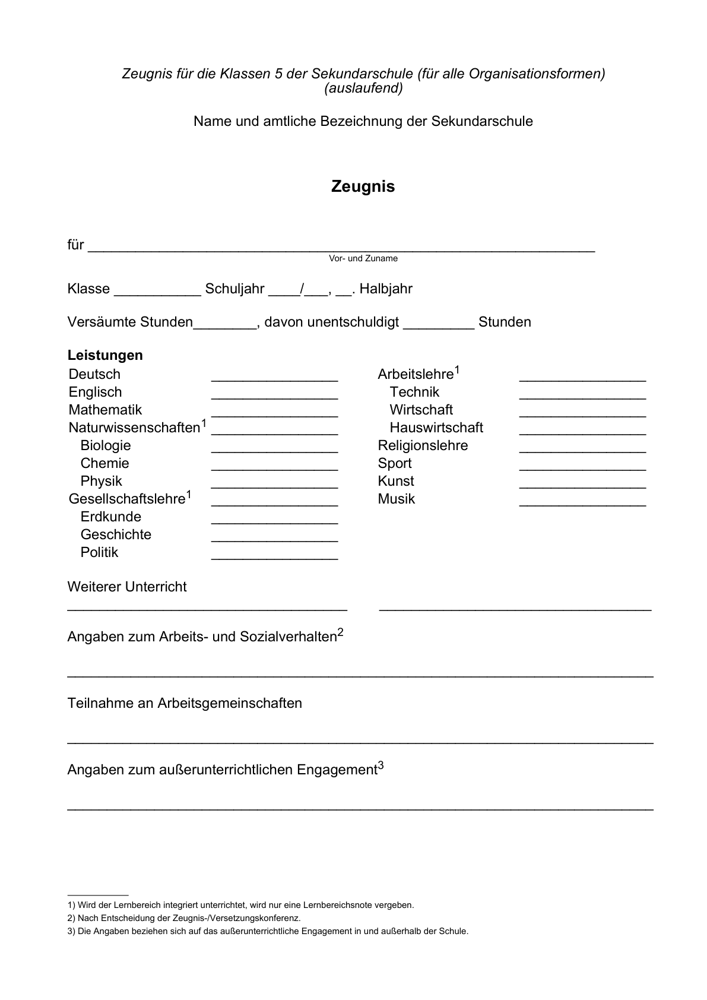 Zeugnis für die Klassen 5 der Sekundarschule (für alle Organisationsformen)
(auslaufend)
Name und amtliche Bezeichnung der Sekundarschule
Zeugnis
für ________________________________________________________________
Vor- und Zuname
Klasse ___________ Schuljahr ____/___, __. Halbjahr
Versäumte Stunden________, davon unentschuldigt _________ Stunden
Leistungen
Deutsch ________________ Arbeitslehre1 ________________
Englisch ________________ Technik ________________
Mathematik ________________ Wirtschaft ________________
Naturwissenschaften1 ________________ Hauswirtschaft ________________
Biologie ________________ Religionslehre ________________
Chemie ________________ Sport ________________
Physik ________________ Kunst ________________
Gesellschaftslehre1 ________________ Musik ________________
Erdkunde ________________
Geschichte ________________
Politik ________________
Weiterer Unterricht
___________________________________ __________________________________
Angaben zum Arbeits- und Sozialverhalten2
__________________________________________________________________________
Teilnahme an Arbeitsgemeinschaften
__________________________________________________________________________
Angaben zum außerunterrichtlichen Engagement3
__________________________________________________________________________
1) Wird der Lernbereich integriert unterrichtet, wird nur eine Lernbereichsnote vergeben.
2) Nach Entscheidung der Zeugnis-/Versetzungskonferenz.
3) Die Angaben beziehen sich auf das außerunterrichtliche Engagement in und außerhalb der Schule.